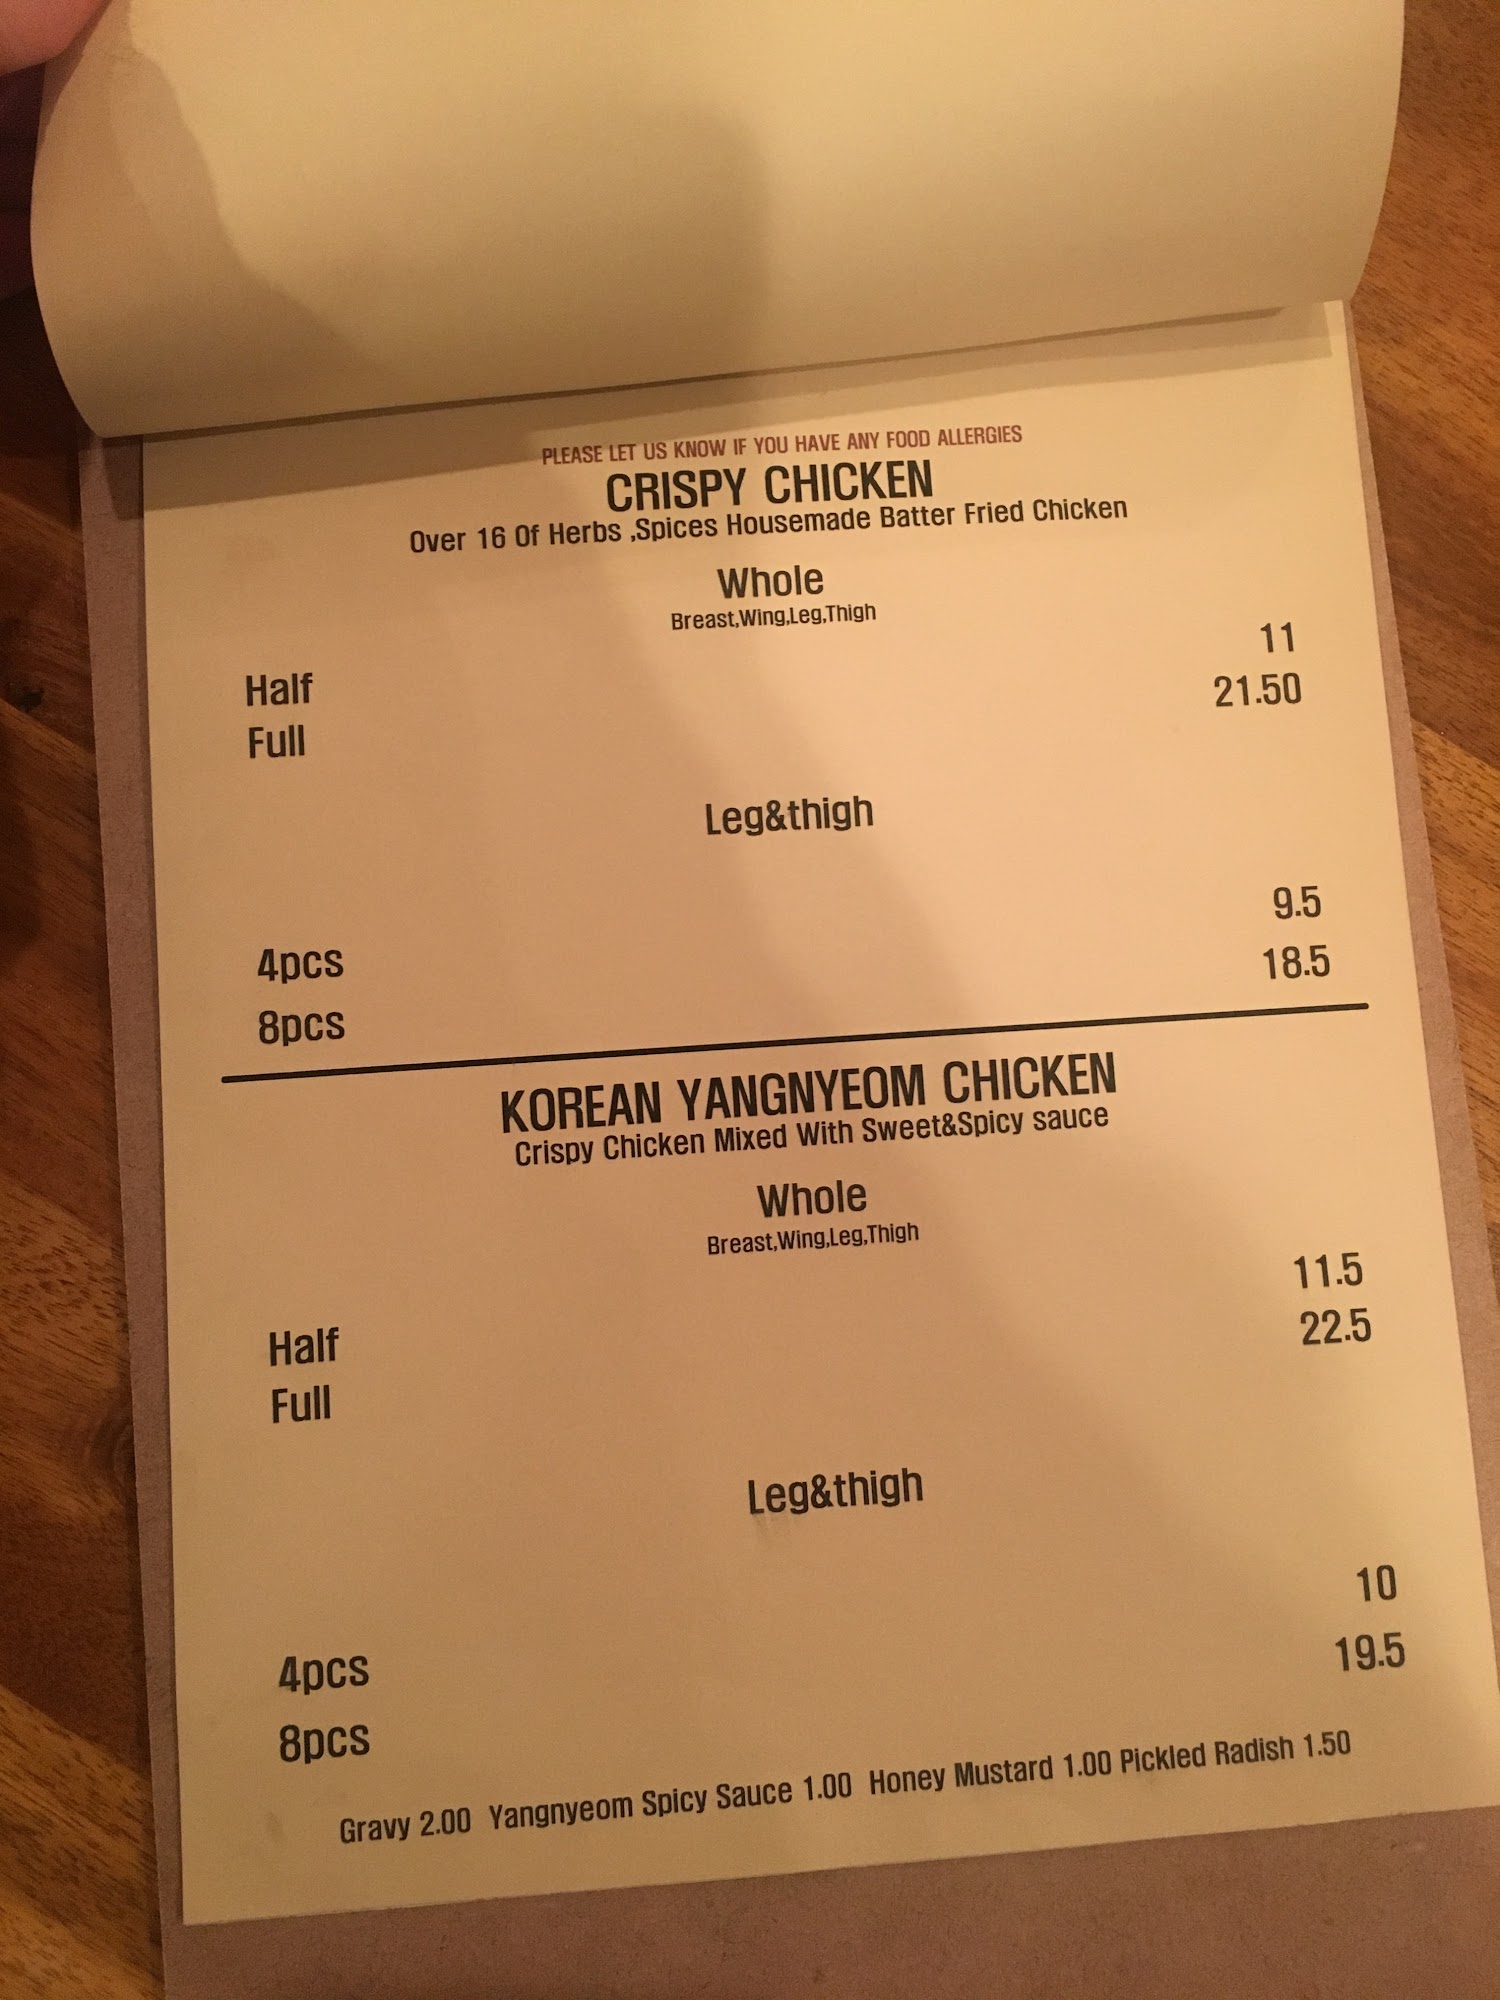 PLEASE LET US KNOW IF YOU HAVE ANY FOOD ALLERGIES
CRISPY CHICKEN
Over 16 Of Herbs ,Spices Housemade Batter Fried Chicken
Whole
Breast,Wing,Leg,Thigh
Half 11
Full 21.50
Leg&thigh
4pcs 9.5
8pcs 18.5
KOREAN YANGNYEOM CHICKEN
Crispy Chicken Mixed With Sweet&Spicy sauce
Whole
Breast,Wing,Leg,Thigh
Half 11.5
Full 22.5
Leg&thigh
4pcs 10
8pcs 19.5
Gravy 2.00 Yangnyeom Spicy Sauce 1.00 Honey Mustard 1.00 Pickled Radish 1.50